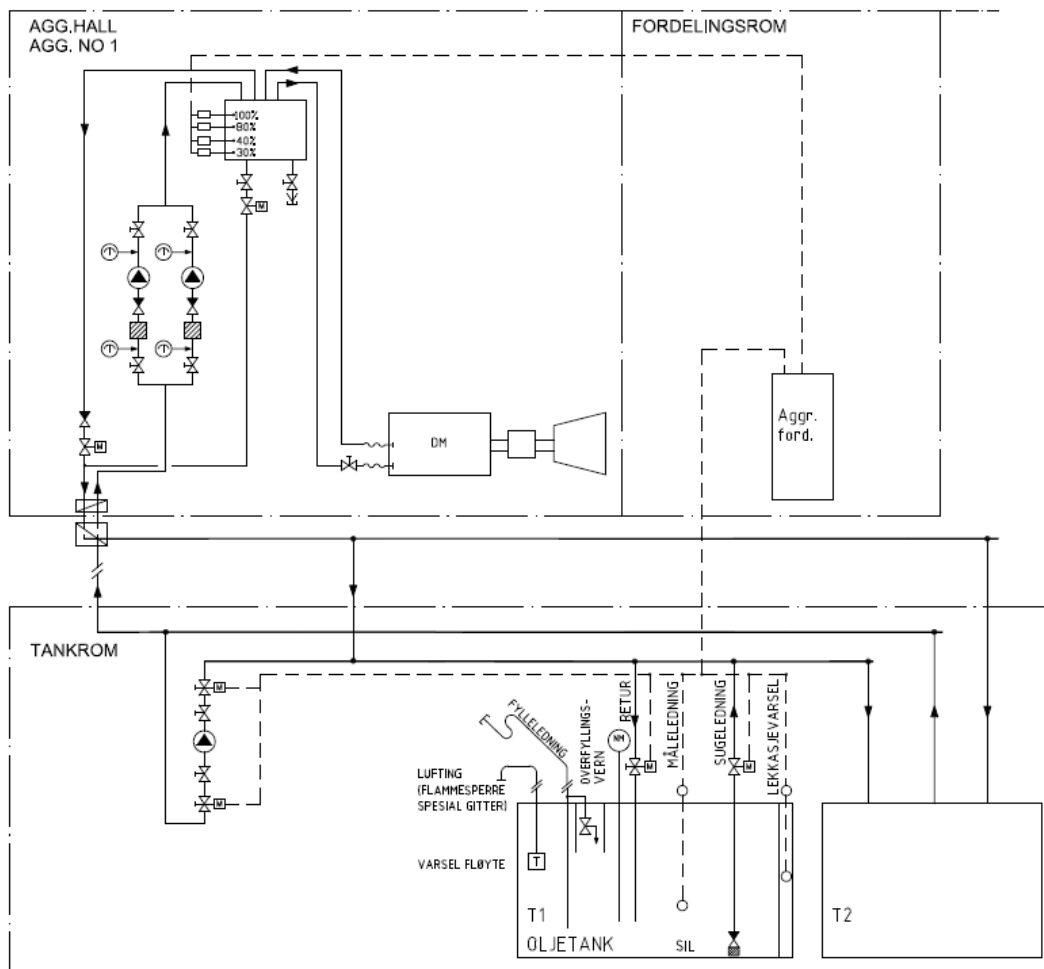 AGG.HALL
AGG. NO 1
FORDELINGSROM
100%
80%
40%
30%
M
T
T
T
T
M
DM
Aggr.
ford.
TANKROM
M
M
LUFTING
(FLAMMESPERRE
SPESIAL GITTER)
VARSEL FLØYTE
T
FYLLELEDNING
OVERFYLLINGS-
VERN
NM
RETUR
M
MÅLELEDNING
SUGELEDNING
M
LEKKASJEVARSEL
T1
OLJETANK
SIL
T2